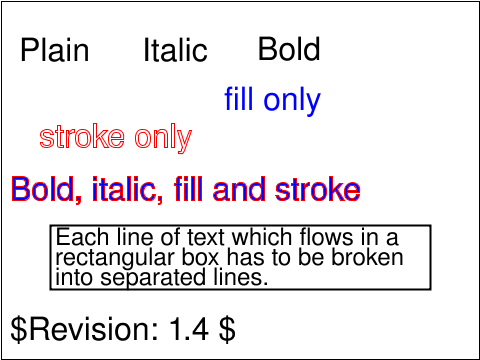 Plain Italic Bold
fill only
stroke only
Bold, italic, fill and stroke
Each line of text which flows in a
rectangular box has to be broken
into separated lines.
$Revision: 1.4 $